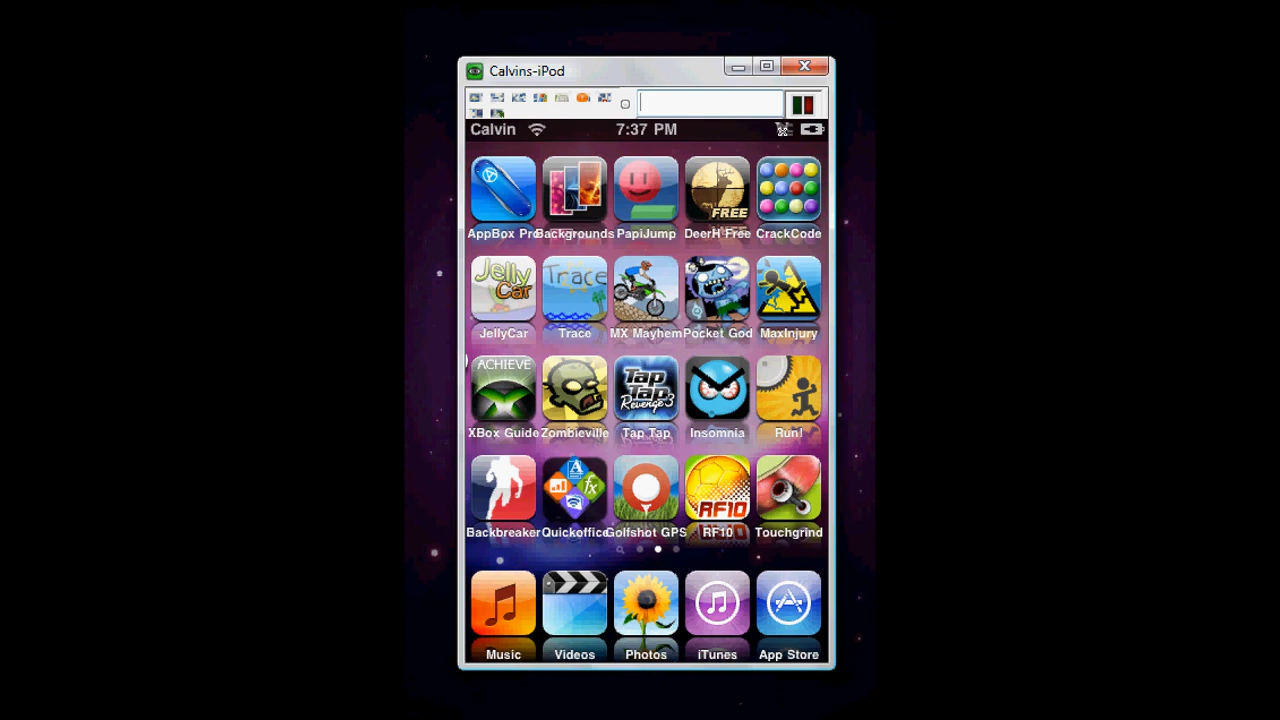 Calvins-iPod
Calvin 7:37 PM
FREE
AppBox Pro Backgrounds PapiJump DeerH Free CrackCode
Jelly Car Trace
JellyCar Trace MX Mayhem Pocket God MaxInjury
ACHIEVE Tap Tap Revenge3
XBox Guide Zombieville Tap Tap Insomnia Run!
A fx RF10
Backbreaker Quickoffice Golfshot GPS RF10 Touchgrind
Music Videos Photos iTunes App Store